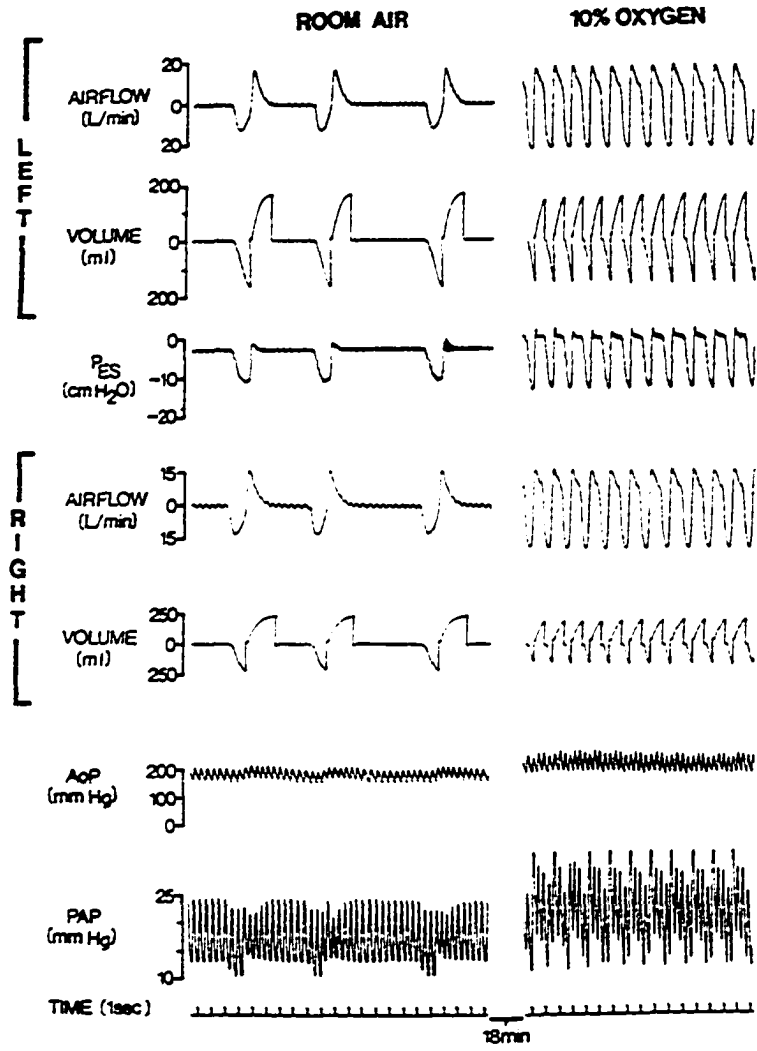 ROOM AIR 10% OXYGEN
LEFT
AIRFLOW
(L/min)
20
0
20
VOLUME
(ml)
200
0
200
PES
(cm H2O)
0
-10
-20
RIGHT
AIRFLOW
(L/min)
15
0
15
VOLUME
(ml)
250
0
250
AoP
(mm Hg)
200
100
0
PAP
(mm Hg)
25
10
TIME (1sec)
18min